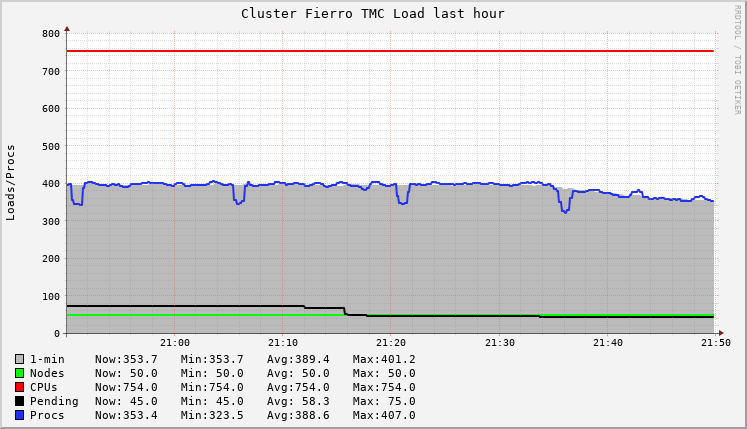 Cluster Fierro TMC Load last hour
RRDTOOL / TOBI OETIKER
Loads/Procs
800
700
600
500
400
300
200
100
0
21:00 21:10 21:20 21:30 21:40 21:50
1-min Now:353.7 Min:353.7 Avg:389.4 Max:401.2
Nodes Now: 50.0 Min: 50.0 Avg: 50.0 Max: 50.0
CPUs Now:754.0 Min:754.0 Avg:754.0 Max:754.0
Pending Now: 45.0 Min: 45.0 Avg: 58.3 Max: 75.0
Procs Now:353.4 Min:323.5 Avg:388.6 Max:407.0